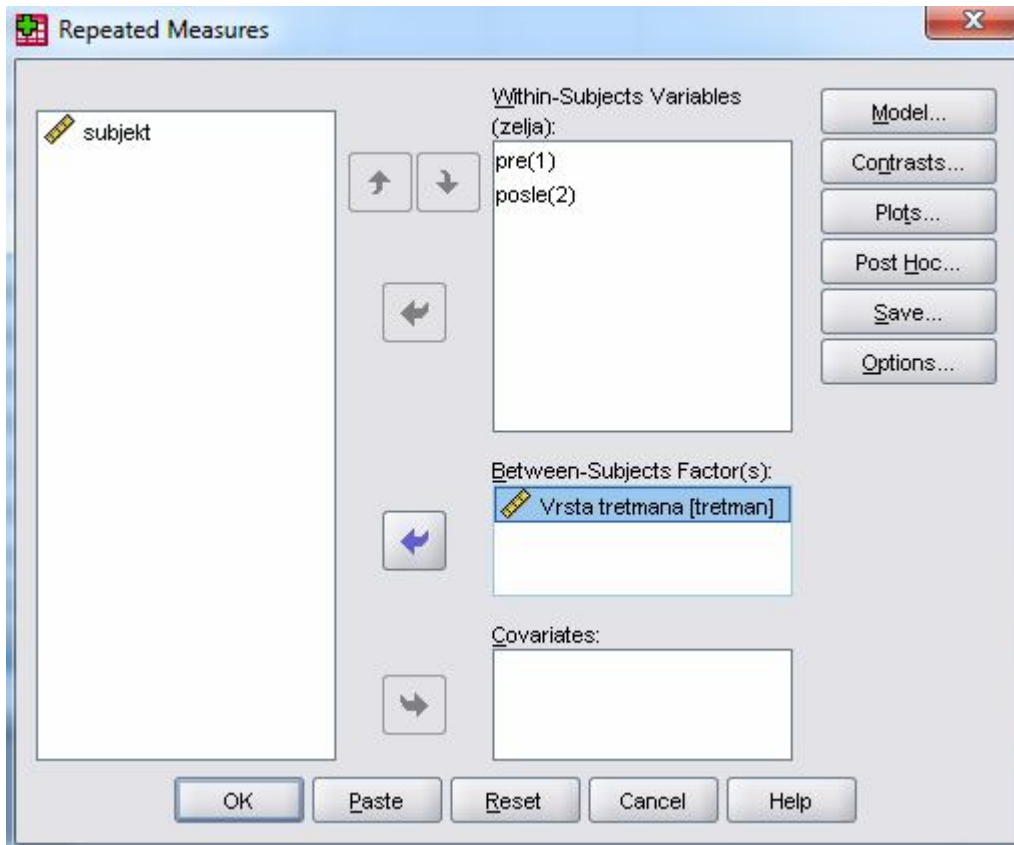 Repeated Measures
subjekt
Within-Subjects Variables
(zelja):
pre(1)
posle(2)
Between-Subjects Factor(s):
Vrsta tretmana [tretman]
Covariates:
Model...
Contrasts...
Plots...
Post Hoc...
Save...
Options...
OK
Paste
Reset
Cancel
Help